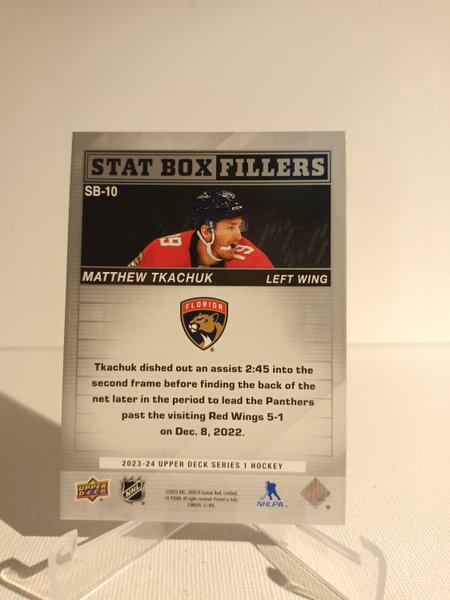 STAT BOX FILLERS
SB-10
19
19
MATTHEW TKACHUK LEFT WING
FLORIDA
Tkachuk dished out an assist 2:45 into the
second frame before finding the back of the
net later in the period to lead the Panthers
past the visiting Red Wings 5-1
on Dec. 8, 2022.
2023-24 UPPER DECK SERIES 1 HOCKEY
UPPER DECK
NHL
NHLPA